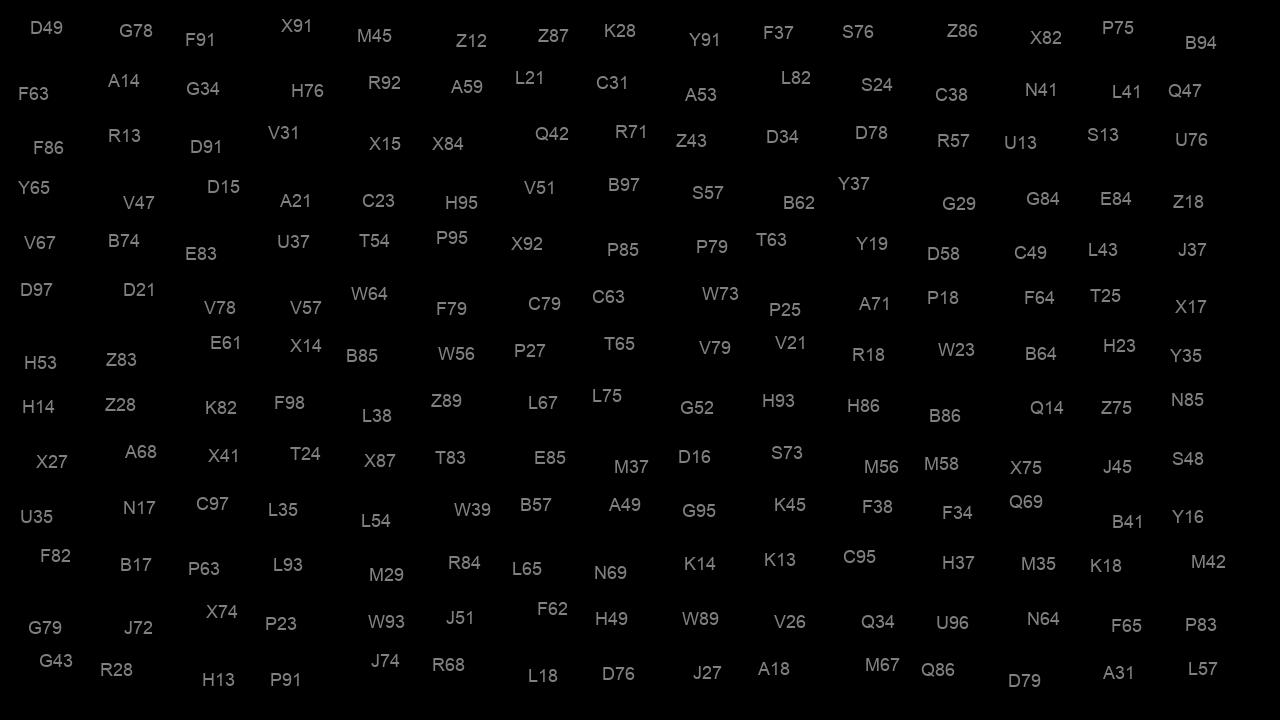 D49 G78 F91 X91 M45 Z12 Z87 K28 Y91 F37 S76 Z86 X82 P75 B94
F63 A14 G34 H76 R92 A59 L21 C31 A53 L82 S24 C38 N41 L41 Q47
F86 R13 D91 V31 X15 X84 Q42 R71 Z43 D34 D78 R57 U13 S13 U76
Y65 V47 D15 A21 C23 H95 V51 B97 S57 B62 Y37 G29 G84 E84 Z18
V67 B74 E83 U37 T54 P95 X92 P85 P79 T63 Y19 D58 C49 L43 J37
D97 D21 V78 V57 W64 F79 C79 C63 W73 P25 A71 P18 F64 T25 X17
H53 Z83 E61 X14 B85 W56 P27 T65 V79 V21 R18 W23 B64 H23 Y35
H14 Z28 K82 F98 L38 Z89 L67 L75 G52 H93 H86 B86 Q14 Z75 N85
X27 A68 X41 T24 X87 T83 E85 M37 D16 S73 M56 M58 X75 J45 S48
U35 N17 C97 L35 L54 W39 B57 A49 G95 K45 F38 F34 Q69 B41 Y16
F82 B17 P63 L93 M29 R84 L65 N69 K14 K13 C95 H37 M35 K18 M42
G79 J72 X74 P23 W93 J51 F62 H49 W89 V26 Q34 U96 N64 F65 P83
G43 R28 H13 P91 J74 R68 L18 D76 J27 A18 M67 Q86 D79 A31 L57